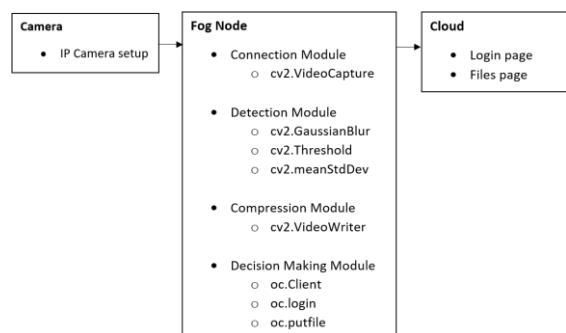 Camera
• IP Camera setup
Fog Node
• Connection Module
o cv2.VideoCapture
• Detection Module
o cv2.GaussianBlur
o cv2.Threshold
o cv2.meanStdDev
• Compression Module
o cv2.VideoWriter
• Decision Making Module
o oc.Client
o oc.login
o oc.putfile
Cloud
• Login page
• Files page